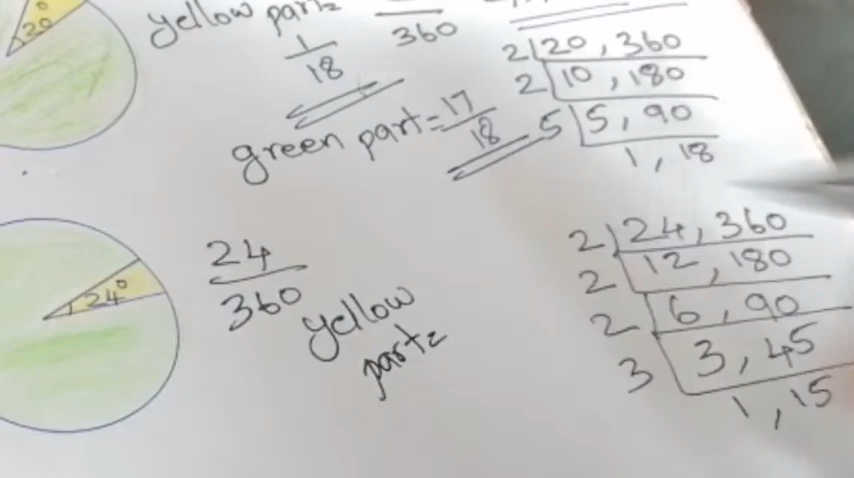 20°
yellow part=
360
1/18
green part = 17/18
2 | 20, 360
2 | 10, 180
5 | 5, 90
1, 18
24°
24/360
yellow
part=
2 | 24, 360
2 | 12, 180
2 | 6, 90
3 | 3, 45
1, 15